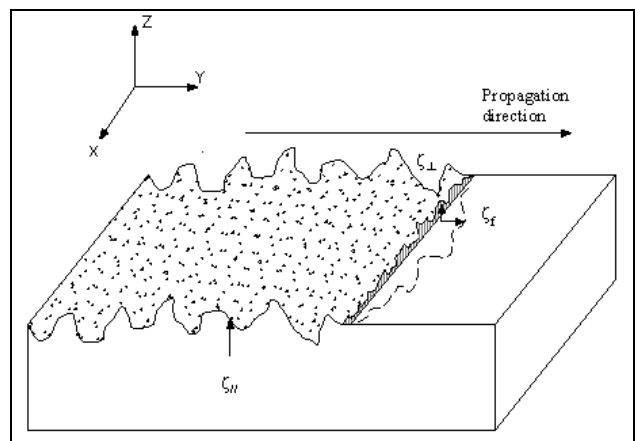 Z
Y
X
Propagation
direction
ζ⊥
ζf
ζ//